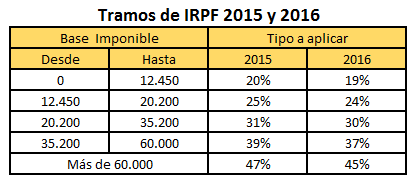 Tramos de IRPF 2015 y 2016
Base Imponible Tipo a aplicar
Desde Hasta 2015 2016
0 12.450 20% 19%
12.450 20.200 25% 24%
20.200 35.200 31% 30%
35.200 60.000 39% 37%
Más de 60.000 47% 45%